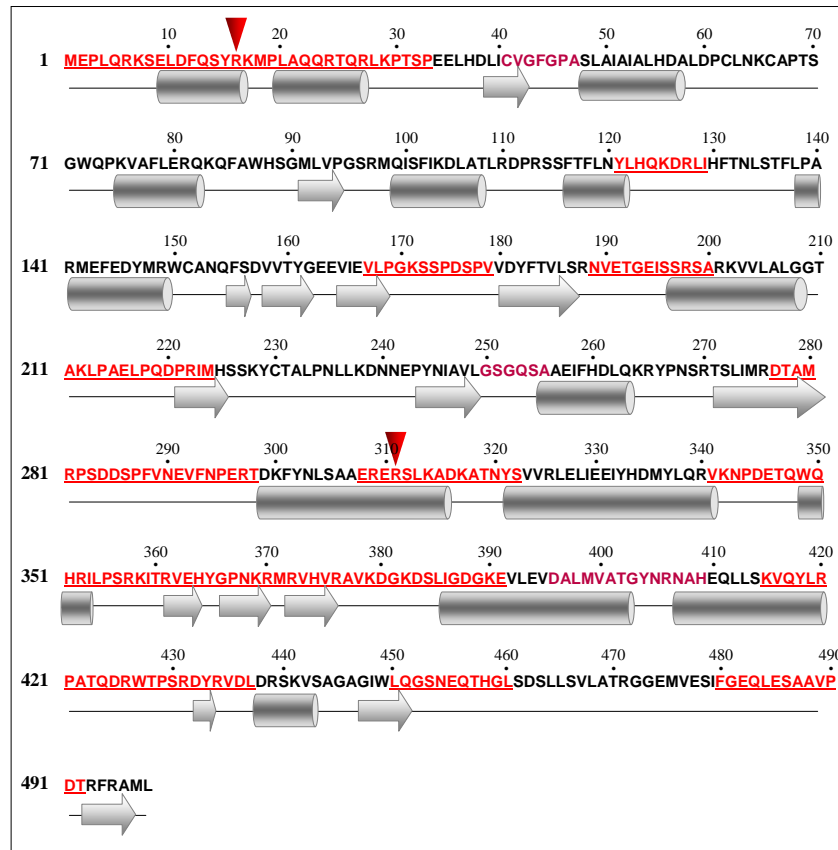 10 20 30 40 50 60 70
1 MEPLQRKSELDFQSYRKMPLAQQRTQRLKPTSPEELHDLICVGFGPASLAIAIALHDALDPCLNKCAPTS
80 90 100 110 120 130 140
71 GWQPKVAFLERQKQFAWHSGMLVPGSRMQISFIKDLATLRDPRSSFTFLNYLHQKDRLIHFTNLSTFLPA
150 160 170 180 190 200 210
141 RMEFEDYMRWCANQFSDVVTYGEEVIEVLPGKSSPDSPVVDYFTVLSRNVETGEISSRSARKVVLALGGT
220 230 240 250 260 270 280
211 AKLPAELPQDPRIMHSSKYCTALPNLLKDNNEPYNIAVLGSGQSAAEIFHDLQKRYPNSRTSLIMRDTAM
290 300 310 320 330 340 350
281 RPSDDSPFVNEVFNPERTDKFYNLSAAERERSLKADKATNYSVVRLELIEEIYHDMYLQRVKNPDETQWQ
360 370 380 390 400 410 420
351 HRILPSRKITRVEHYGPNKRMRVHVRAVKDGKDSLIGDGKEVLEVDALMVATGYNRNAHEQLLSKVQYLR
430 440 450 460 470 480 490
421 PATQDRWTPSRDYRVDLDRSKVSAGAGIWLQGSNEQTHGLSDSLLSVLATRGGEMVESIFGEQLESAAVP
491 DTRFRAML